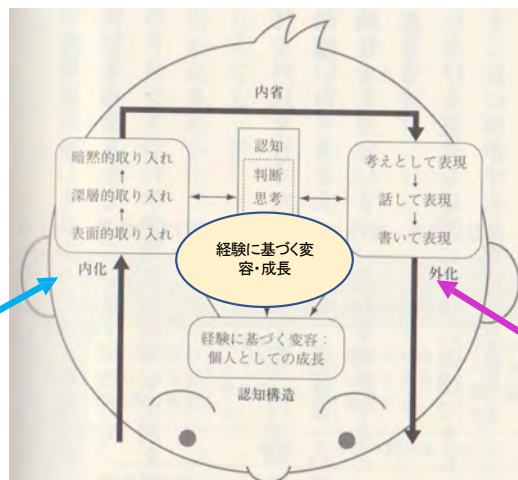 内省
暗黙的取り入れ
↑
深層的取り入れ
↑
表面的取り入れ
内化
認知
判断
思考
考えとして表現
↓
話して表現
↓
書いて表現
外化
経験に基づく変
容・成長
経験に基づく変容:
個人としての成長
認知構造